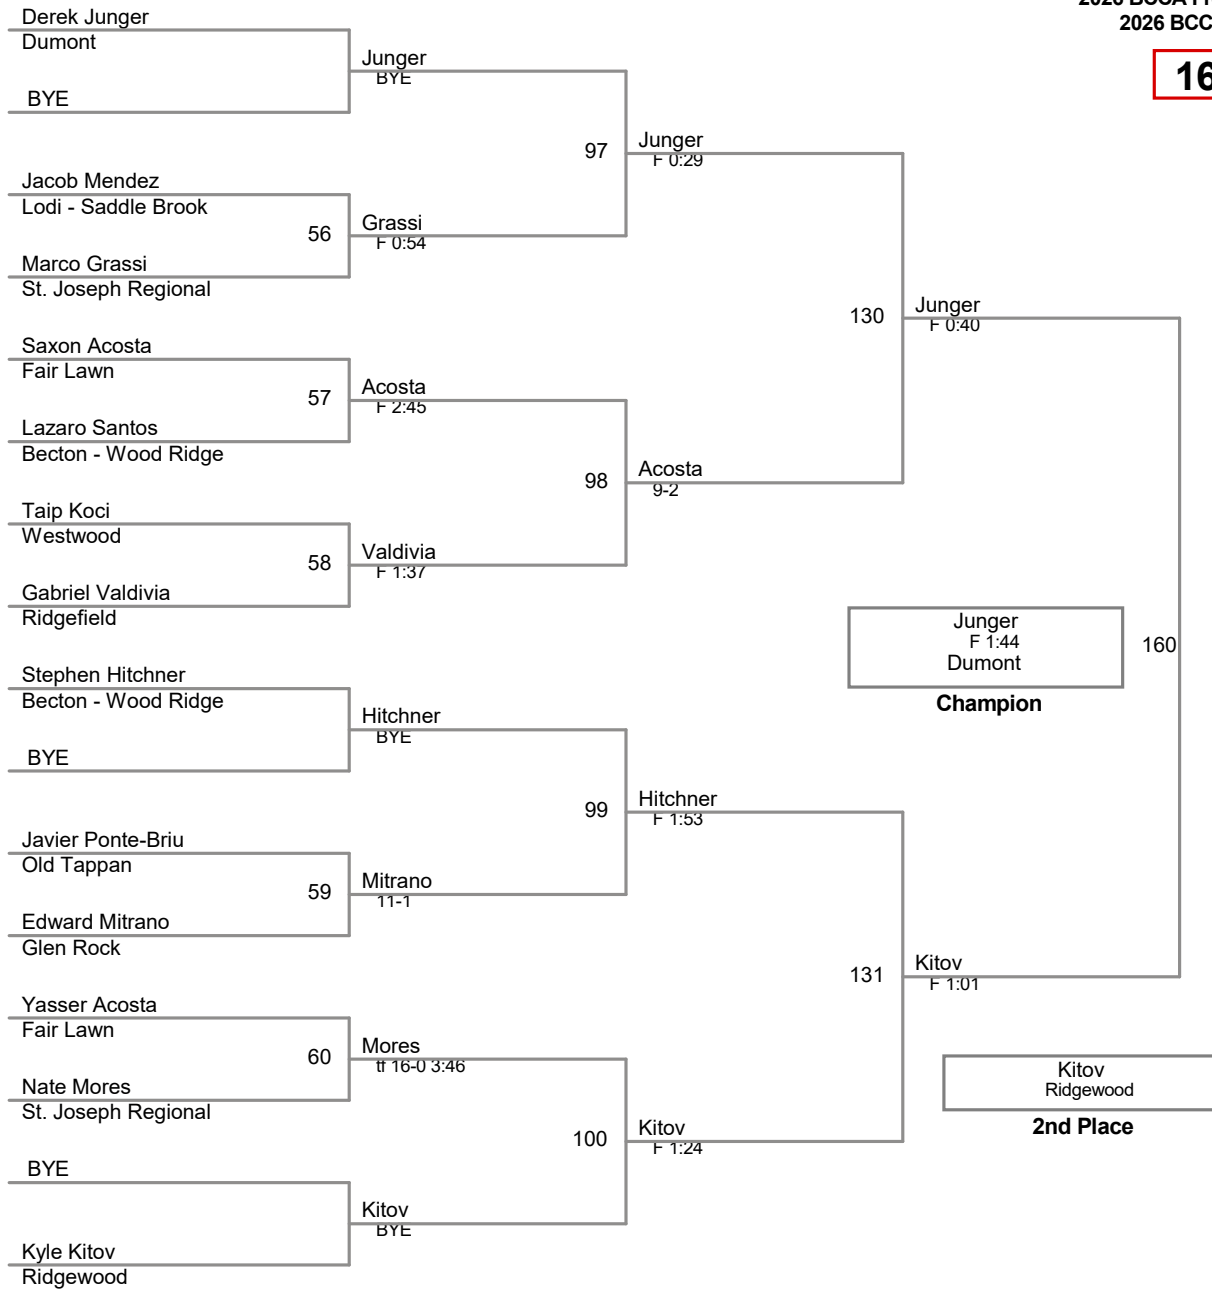 2026 BCC
16
Derek Junger
Dumont
BYE
Junger
BYE
Jacob Mendez
Lodi - Saddle Brook
56
Marco Grassi
St. Joseph Regional
Grassi
F 0:54
97
Junger
F 0:29
Saxon Acosta
Fair Lawn
57
Lazaro Santos
Becton - Wood Ridge
Acosta
F 2:45
Taip Koci
Westwood
58
Gabriel Valdivia
Ridgefield
Valdivia
F 1:37
98
Acosta
9-2
130
Junger
F 0:40
Stephen Hitchner
Becton - Wood Ridge
BYE
Hitchner
BYE
Javier Ponte-Briu
Old Tappan
59
Edward Mitrano
Glen Rock
Mitrano
11-1
99
Hitchner
F 1:53
Yasser Acosta
Fair Lawn
60
Nate Mores
St. Joseph Regional
Mores
tf 16-0 3:46
BYE
Kyle Kitov
Ridgewood
Kitov
BYE
100
Kitov
F 1:24
131
Kitov
F 1:01
160
Junger
F 1:44
Dumont
Champion
Kitov
Ridgewood
2nd Place